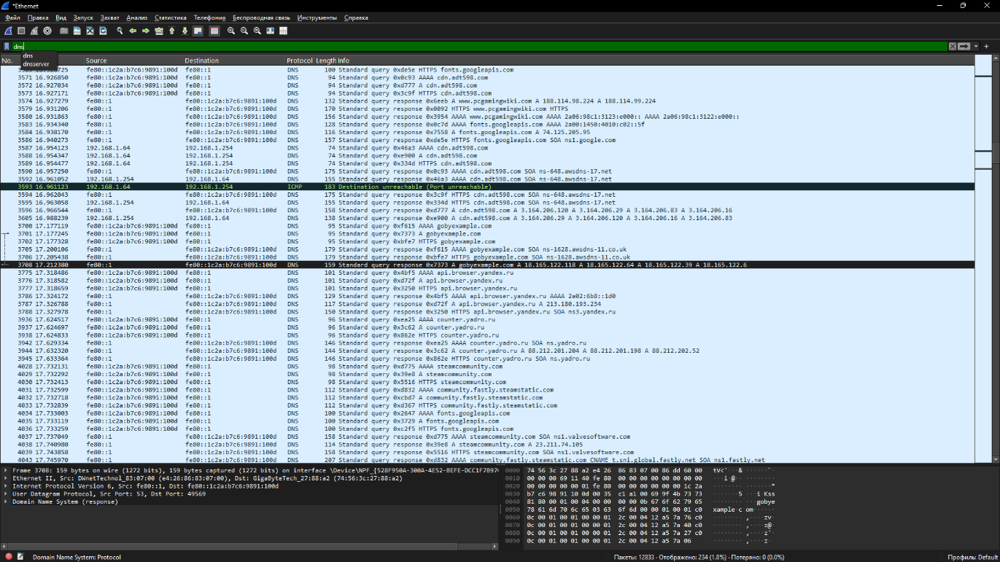 *Ethernet
Файл Правка Вид Запуск Захват Анализ Статистика Телефония Беспроводная связь Инструменты Справка
dns
dns
dnsserver
No. Source Destination Protocol Length Info
fe80::1c2a:b7c6:9891:100d fe80::1 DNS 100 Standard query 0xde5e HTTPS fonts.googleapis.com
3571 16.926850 fe80::1c2a:b7c6:9891:100d fe80::1 DNS 94 Standard query 0x0c93 AAAA cdn.adt598.com
3572 16.927034 fe80::1c2a:b7c6:9891:100d fe80::1 DNS 94 Standard query 0xd777 A cdn.adt598.com
3573 16.927171 fe80::1c2a:b7c6:9891:100d fe80::1 DNS 94 Standard query 0x3c9f HTTPS cdn.adt598.com
3574 16.927279 fe80::1 fe80::1c2a:b7c6:9891:100d DNS 132 Standard query response 0x6eeb A www.pcgamingwiki.com A 188.114.98.224 A 188.114.99.224
3579 16.931206 fe80::1 fe80::1c2a:b7c6:9891:100d DNS 170 Standard query response 0x0092 HTTPS www.pcgamingwiki.com HTTPS
3580 16.931863 fe80::1 fe80::1c2a:b7c6:9891:100d DNS 156 Standard query response 0x3954 AAAA www.pcgamingwiki.com AAAA 2a06:98c1:3123:e000:: AAAA 2a06:98c1:3122:e000::
3583 16.934340 fe80::1 fe80::1c2a:b7c6:9891:100d DNS 128 Standard query response 0x0c7d AAAA fonts.googleapis.com AAAA 2a00:1450:4010:c02::5f
3584 16.938170 fe80::1 fe80::1c2a:b7c6:9891:100d DNS 116 Standard query response 0x7558 A fonts.googleapis.com A 74.125.205.95
3586 16.940273 fe80::1 fe80::1c2a:b7c6:9891:100d DNS 157 Standard query response 0xde5e HTTPS fonts.googleapis.com SOA ns1.google.com
3587 16.954123 192.168.1.64 192.168.1.254 DNS 74 Standard query 0x46a3 AAAA cdn.adt598.com
3588 16.954347 192.168.1.64 192.168.1.254 DNS 74 Standard query 0xe900 A cdn.adt598.com
3589 16.954477 192.168.1.64 192.168.1.254 DNS 74 Standard query 0x334d HTTPS cdn.adt598.com
3590 16.957250 fe80::1 fe80::1c2a:b7c6:9891:100d DNS 175 Standard query response 0x0c93 AAAA cdn.adt598.com SOA ns-648.awsdns-17.net
3592 16.961052 192.168.1.254 192.168.1.64 DNS 155 Standard query response 0x46a3 AAAA cdn.adt598.com SOA ns-648.awsdns-17.net
3593 16.961123 192.168.1.64 192.168.1.254 ICMP 183 Destination unreachable (Port unreachable)
3594 16.962043 fe80::1 fe80::1c2a:b7c6:9891:100d DNS 175 Standard query response 0x3c9f HTTPS cdn.adt598.com SOA ns-648.awsdns-17.net
3595 16.963058 192.168.1.254 192.168.1.64 DNS 155 Standard query response 0x334d HTTPS cdn.adt598.com SOA ns-648.awsdns-17.net
3596 16.966544 fe80::1 fe80::1c2a:b7c6:9891:100d DNS 158 Standard query response 0xd777 A cdn.adt598.com A 3.164.206.120 A 3.164.206.29 A 3.164.206.83 A 3.164.206.16
3605 16.988239 192.168.1.254 192.168.1.64 DNS 138 Standard query response 0xe900 A cdn.adt598.com A 3.164.206.29 A 3.164.206.120 A 3.164.206.16 A 3.164.206.83
3700 17.177119 fe80::1c2a:b7c6:9891:100d fe80::1 DNS 95 Standard query 0xf615 AAAA gobyexample.com
3701 17.177245 fe80::1c2a:b7c6:9891:100d fe80::1 DNS 95 Standard query 0x7373 A gobyexample.com
3702 17.177328 fe80::1c2a:b7c6:9891:100d fe80::1 DNS 95 Standard query 0xbfe7 HTTPS gobyexample.com
3705 17.200106 fe80::1 fe80::1c2a:b7c6:9891:100d DNS 179 Standard query response 0xf615 AAAA gobyexample.com SOA ns-1628.awsdns-11.co.uk
3706 17.205438 fe80::1 fe80::1c2a:b7c6:9891:100d DNS 179 Standard query response 0xbfe7 HTTPS gobyexample.com SOA ns-1628.awsdns-11.co.uk
3708 17.212380 fe80::1 fe80::1c2a:b7c6:9891:100d DNS 159 Standard query response 0x7373 A gobyexample.com A 18.165.122.118 A 18.165.122.64 A 18.165.122.39 A 18.165.122.6
3775 17.318486 fe80::1c2a:b7c6:9891:100d fe80::1 DNS 101 Standard query 0x4bf5 AAAA api.browser.yandex.ru
3776 17.318582 fe80::1c2a:b7c6:9891:100d fe80::1 DNS 101 Standard query 0xd72f A api.browser.yandex.ru
3777 17.318659 fe80::1c2a:b7c6:9891:100d fe80::1 DNS 101 Standard query 0x3250 HTTPS api.browser.yandex.ru
3786 17.324172 fe80::1 fe80::1c2a:b7c6:9891:100d DNS 129 Standard query response 0x4bf5 AAAA api.browser.yandex.ru AAAA 2a02:6b8::1d0
3787 17.326788 fe80::1 fe80::1c2a:b7c6:9891:100d DNS 117 Standard query response 0xd72f A api.browser.yandex.ru A 213.180.193.234
3788 17.327978 fe80::1 fe80::1c2a:b7c6:9891:100d DNS 150 Standard query response 0x3250 HTTPS api.browser.yandex.ru SOA ns3.yandex.ru
3936 17.624517 fe80::1c2a:b7c6:9891:100d fe80::1 DNS 96 Standard query 0xea25 AAAA counter.yadro.ru
3937 17.624697 fe80::1c2a:b7c6:9891:100d fe80::1 DNS 96 Standard query 0x3c62 A counter.yadro.ru
3938 17.624833 fe80::1c2a:b7c6:9891:100d fe80::1 DNS 96 Standard query 0x862e HTTPS counter.yadro.ru
3942 17.629334 fe80::1 fe80::1c2a:b7c6:9891:100d DNS 146 Standard query response 0xea25 AAAA counter.yadro.ru SOA ns.yadro.ru
3944 17.632320 fe80::1 fe80::1c2a:b7c6:9891:100d DNS 144 Standard query response 0x3c62 A counter.yadro.ru A 88.212.201.204 A 88.212.201.198 A 88.212.202.52
3945 17.633364 fe80::1 fe80::1c2a:b7c6:9891:100d DNS 146 Standard query response 0x862e HTTPS counter.yadro.ru SOA ns.yadro.ru
4028 17.732131 fe80::1c2a:b7c6:9891:100d fe80::1 DNS 98 Standard query 0xd775 AAAA steamcommunity.com
4029 17.732292 fe80::1c2a:b7c6:9891:100d fe80::1 DNS 98 Standard query 0x39e8 A steamcommunity.com
4030 17.732413 fe80::1c2a:b7c6:9891:100d fe80::1 DNS 98 Standard query 0x5516 HTTPS steamcommunity.com
4031 17.732599 fe80::1c2a:b7c6:9891:100d fe80::1 DNS 112 Standard query 0xd832 AAAA community.fastly.steamstatic.com
4032 17.732718 fe80::1c2a:b7c6:9891:100d fe80::1 DNS 112 Standard query 0xcbd7 A community.fastly.steamstatic.com
4033 17.732839 fe80::1c2a:b7c6:9891:100d fe80::1 DNS 112 Standard query 0xd367 HTTPS community.fastly.steamstatic.com
4034 17.733003 fe80::1c2a:b7c6:9891:100d fe80::1 DNS 100 Standard query 0x2647 AAAA fonts.googleapis.com
4035 17.733119 fe80::1c2a:b7c6:9891:100d fe80::1 DNS 100 Standard query 0x3729 A fonts.googleapis.com
4036 17.733259 fe80::1c2a:b7c6:9891:100d fe80::1 DNS 100 Standard query 0xc2f5 HTTPS fonts.googleapis.com
4037 17.737049 fe80::1 fe80::1c2a:b7c6:9891:100d DNS 158 Standard query response 0xd775 AAAA steamcommunity.com SOA ns1.valvesoftware.com
4038 17.740980 fe80::1 fe80::1c2a:b7c6:9891:100d DNS 114 Standard query response 0x39e8 A steamcommunity.com A 23.211.74.105
4039 17.743858 fe80::1 fe80::1c2a:b7c6:9891:100d DNS 158 Standard query response 0x5516 HTTPS steamcommunity.com SOA ns1.valvesoftware.com
4043 17.745970 fe80::1 fe80::1c2a:b7c6:9891:100d DNS 207 Standard query response 0xd832 AAAA community.fastly.steamstatic.com CNAME t.sni.global.fastly.net SOA ns1.fastly.net
Frame 3708: 159 bytes on wire (1272 bits), 159 bytes captured (1272 bits) on interface \Device\NPF_{528F950A-300A-4E52-BEFE-DCC1F7B97
Ethernet II, Src: DWnetTechnol_83:07:00 (e4:26:86:83:07:00), Dst: GigaByteTech_27:88:a2 (74:56:3c:27:88:a2)
Internet Protocol Version 6, Src: fe80::1, Dst: fe80::1c2a:b7c6:9891:100d
User Datagram Protocol, Src Port: 53, Dst Port: 49569
Domain Name System (response)
0000 74 56 3c 27 88 a2 e4 26 86 83 07 00 86 dd 60 00 tV<'···& ······`·
0010 00 00 00 69 11 40 fe 80 00 00 00 00 00 00 00 00 ···i·@·· ········
0020 00 00 00 00 00 01 fe 80 00 00 00 00 00 00 1c 2a ········ ·······*
0030 b7 c6 98 91 10 0d 00 35 c1 a1 00 69 9f 4b 73 73 ·······5 ···i·Kss
0040 81 80 00 01 00 04 00 00 00 00 0b 67 6f 62 79 65 ········ ···gobye
0050 78 61 6d 70 6c 65 03 63 6f 6d 00 00 01 00 01 c0 xample·c om······
0060 0c 00 01 00 01 00 00 01 2c 00 04 12 a5 7a 76 c0 ········ ,····zv·
0070 0c 00 01 00 01 00 00 01 2c 00 04 12 a5 7a 40 c0 ········ ,····z@·
0080 0c 00 01 00 01 00 00 01 2c 00 04 12 a5 7a 27 c0 ········ ,····z'·
0090 0c 00 01 00 01 00 00 01 2c 00 04 12 a5 7a 06 ········ ,····z·
Domain Name System: Protocol Пакеты: 12833 · Отображено: 234 (1.8%) · Потеряно: 0 (0.0%) Профиль: Default